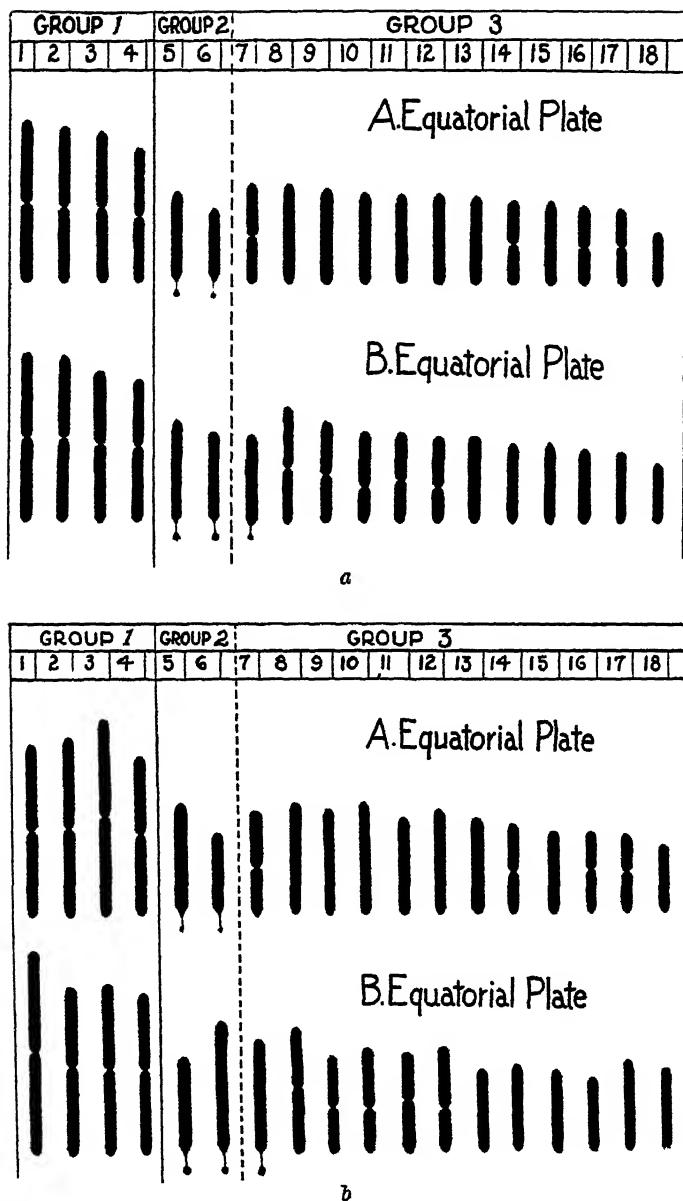 GROUP 1 GROUP 2 GROUP 3
1 2 3 4 5 6 7 8 9 10 11 12 13 14 15 16 17 18
A. Equatorial Plate
B. Equatorial Plate
a
GROUP 1 GROUP 2 GROUP 3
1 2 3 4 5 6 7 8 9 10 11 12 13 14 15 16 17 18
A. Equatorial Plate
B. Equatorial Plate
b